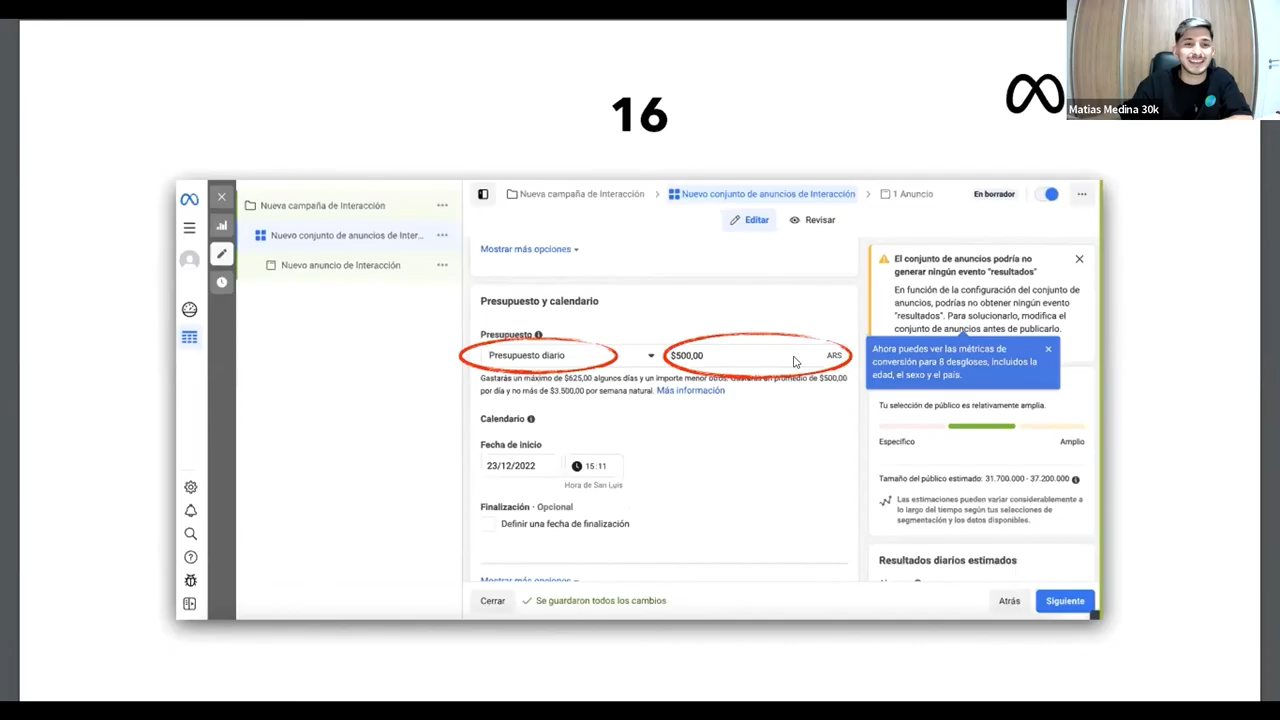 16
Matias Medina 30k
Nueva campaña de Interacción
Nuevo conjunto de anuncios de Inter...
Nuevo anuncio de Interacción
Nueva campaña de Interacción
Nuevo conjunto de anuncios de Interacción
1 Anuncio
En borrador
Editar
Revisar
Mostrar más opciones
Presupuesto y calendario
Presupuesto
Presupuesto diario
$500,00
ARS
Gastarás un máximo de $625,00 algunos días y un importe menor otros. Gastarás un promedio de $500,00
por día y no más de $3.500,00 por semana natural. Más información
Calendario
Fecha de inicio
23/12/2022
15:11
Hora de San Luis
Finalización · Opcional
Definir una fecha de finalización
Mostrar más opciones
Cerrar
Se guardaron todos los cambios
Atrás
Siguiente
El conjunto de anuncios podría no
generar ningún evento "resultados"
En función de la configuración del conjunto de
anuncios, podrías no obtener ningún evento
"resultados". Para solucionarlo, modifica el
conjunto de anuncios antes de publicarlo.
Ahora puedes ver las métricas de
conversión para 8 desgloses, incluidos la
edad, el sexo y el país.
Tu selección de público es relativamente amplia.
Específico
Amplio
Tamaño del público estimado: 31.700.000 - 37.200.000
Las estimaciones pueden variar considerablemente a
lo largo del tiempo según tus selecciones de
segmentación y los datos disponibles.
Resultados diarios estimados